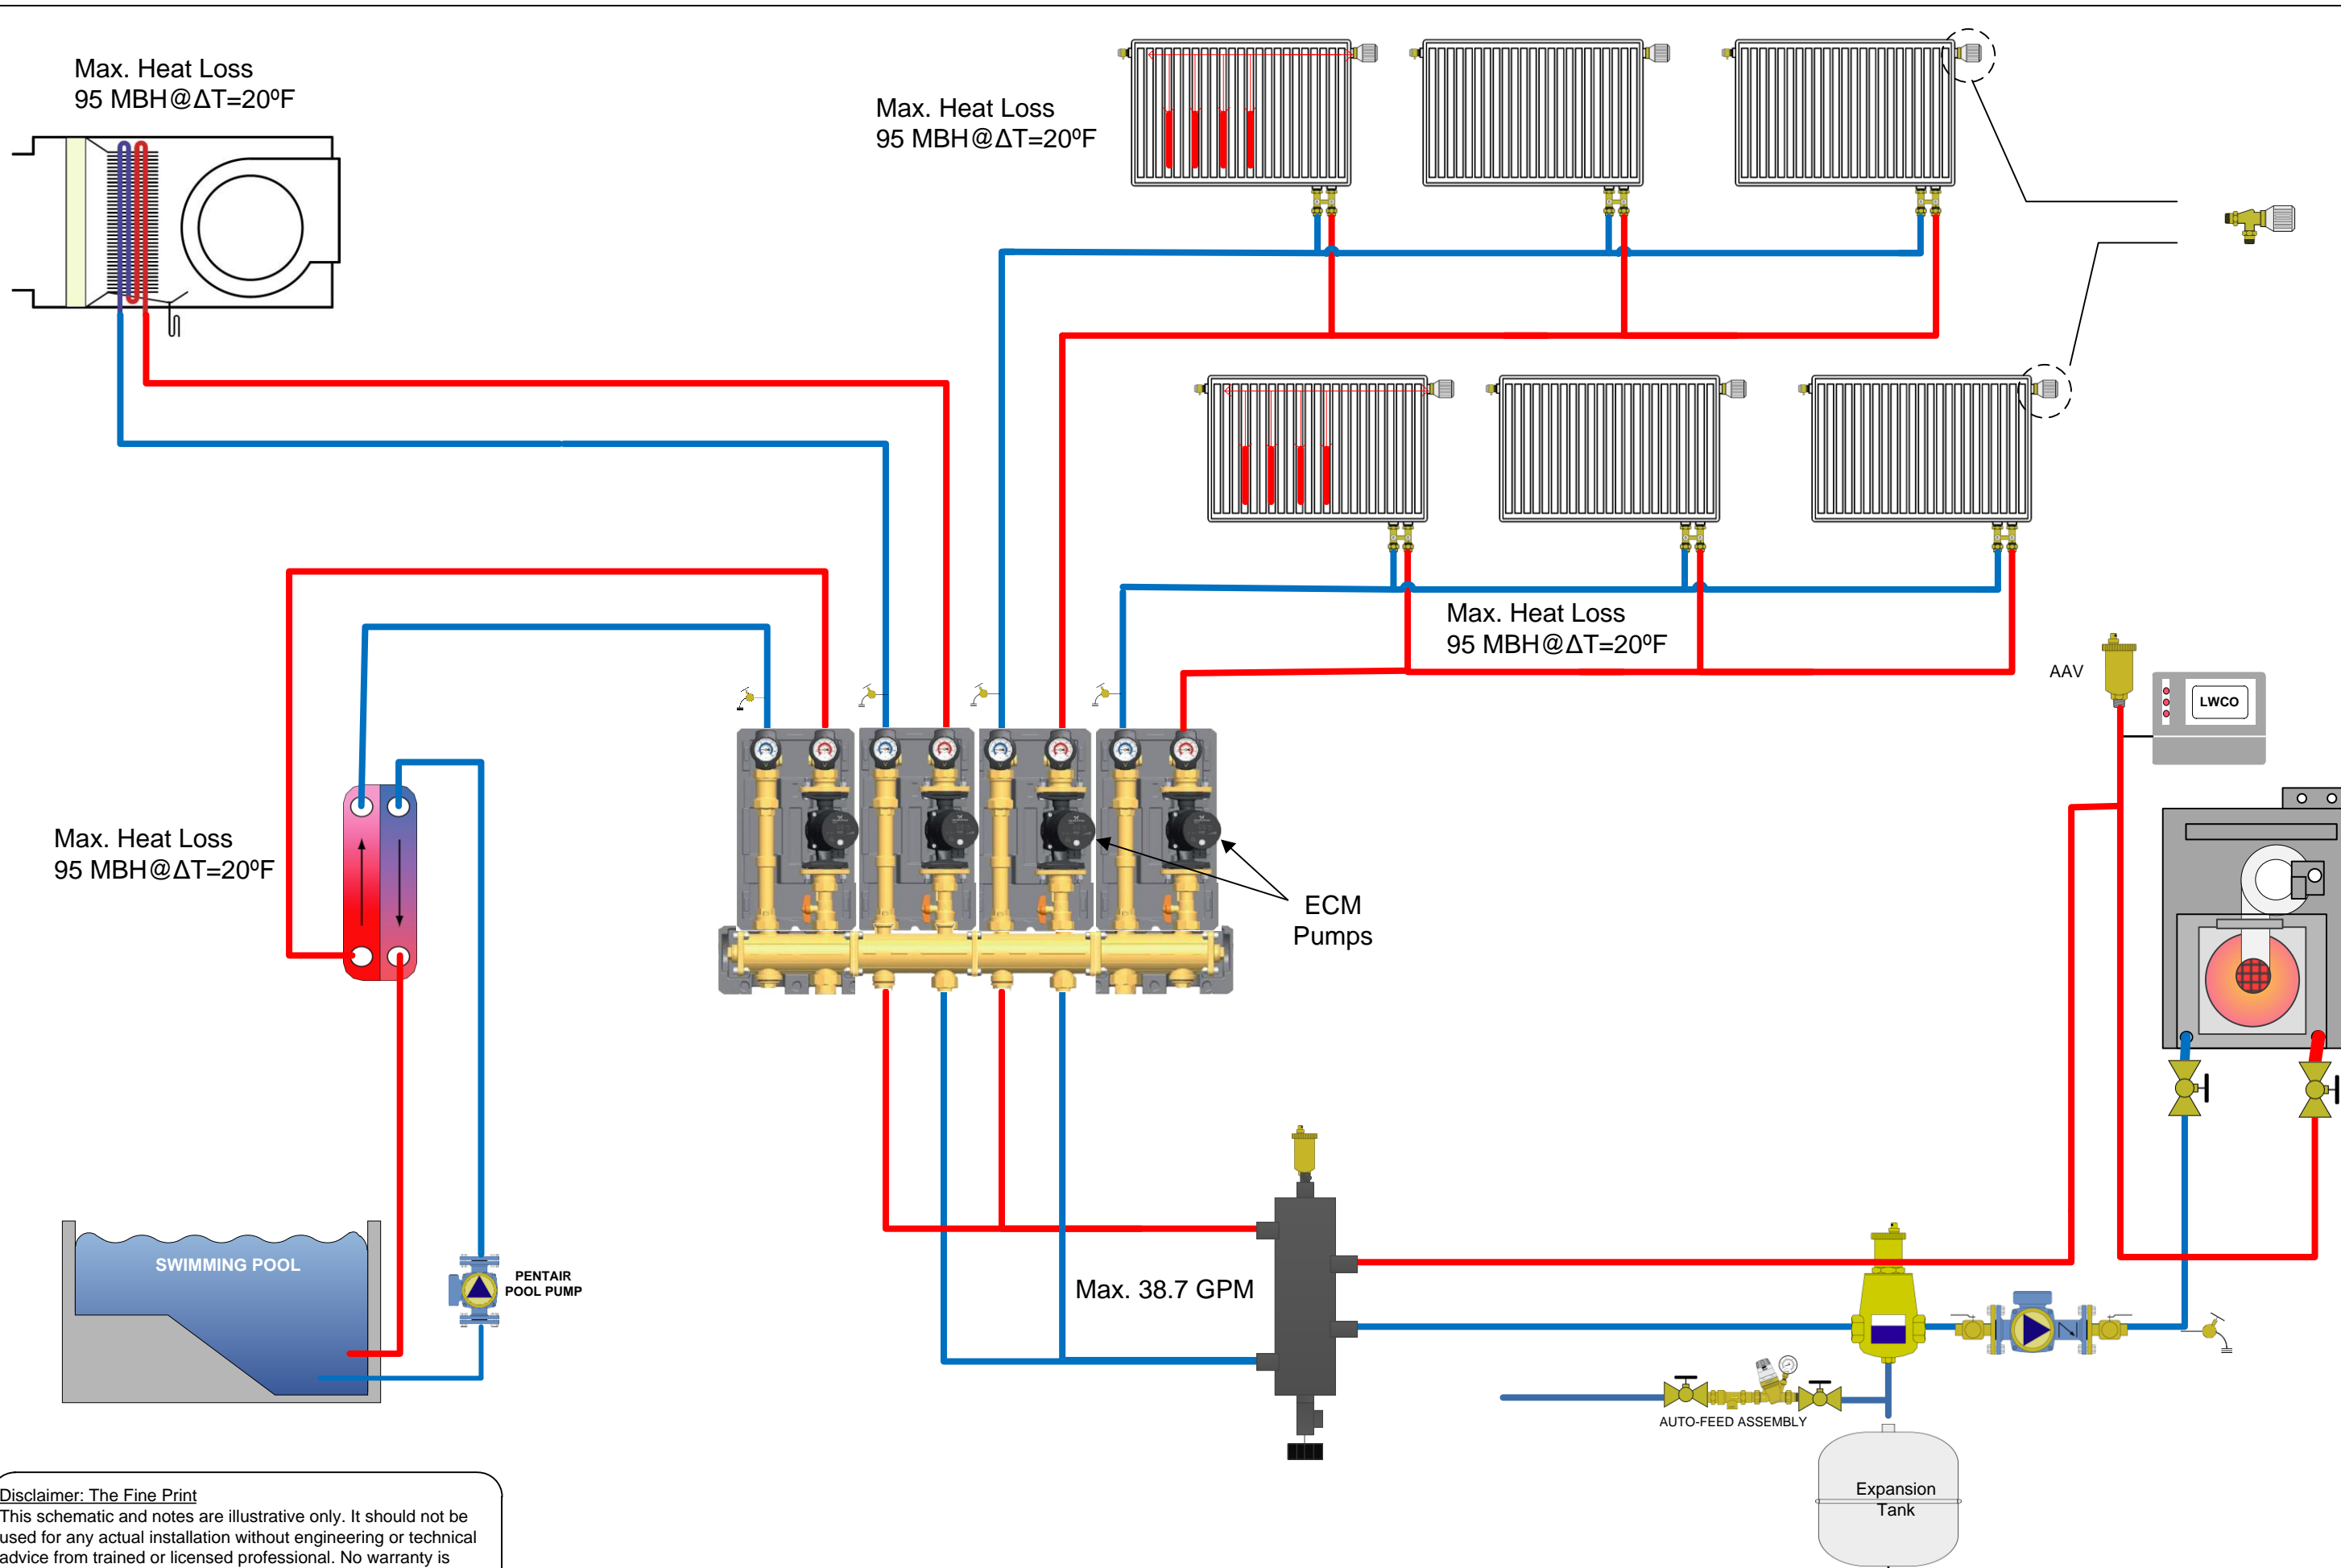 Max. Heat Loss
95 MBH@ΔT=20ºF
Max. Heat Loss
95 MBH@ΔT=20ºF
Max. Heat Loss
95 MBH@ΔT=20ºF
AAV
LWCO
Max. Heat Loss
95 MBH@ΔT=20ºF
ECM
Pumps
SWIMMING POOL
PENTAIR
POOL PUMP
Max. 38.7 GPM
AUTO-FEED ASSEMBLY
Expansion
Tank
Disclaimer: The Fine Print
This schematic and notes are illustrative only. It should not be
used for any actual installation without engineering or technical
advice from trained or licensed professional. No warranty is